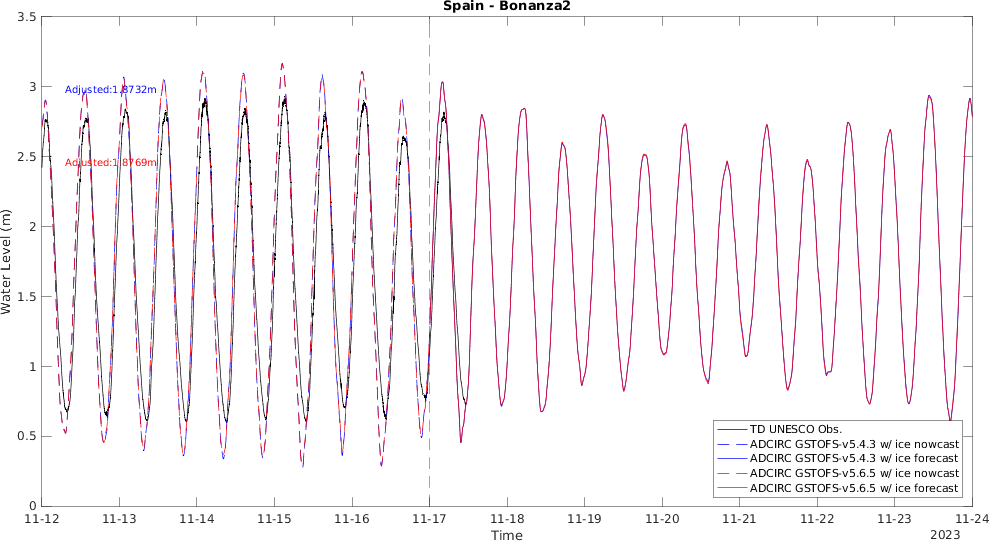 Spain - Bonanza2
3.5
3
2.5
2
1.5
1
0.5
0
Water Level (m)
Adjusted:1.8732m
Adjusted:1.8769m
TD UNESCO Obs.
ADCIRC GSTOFS-v5.4.3 w/ ice nowcast
ADCIRC GSTOFS-v5.4.3 w/ ice forecast
ADCIRC GSTOFS-v5.6.5 w/ ice nowcast
ADCIRC GSTOFS-v5.6.5 w/ ice forecast
11-12 11-13 11-14 11-15 11-16 11-17 11-18 11-19 11-20 11-21 11-22 11-23 11-24
Time
2023